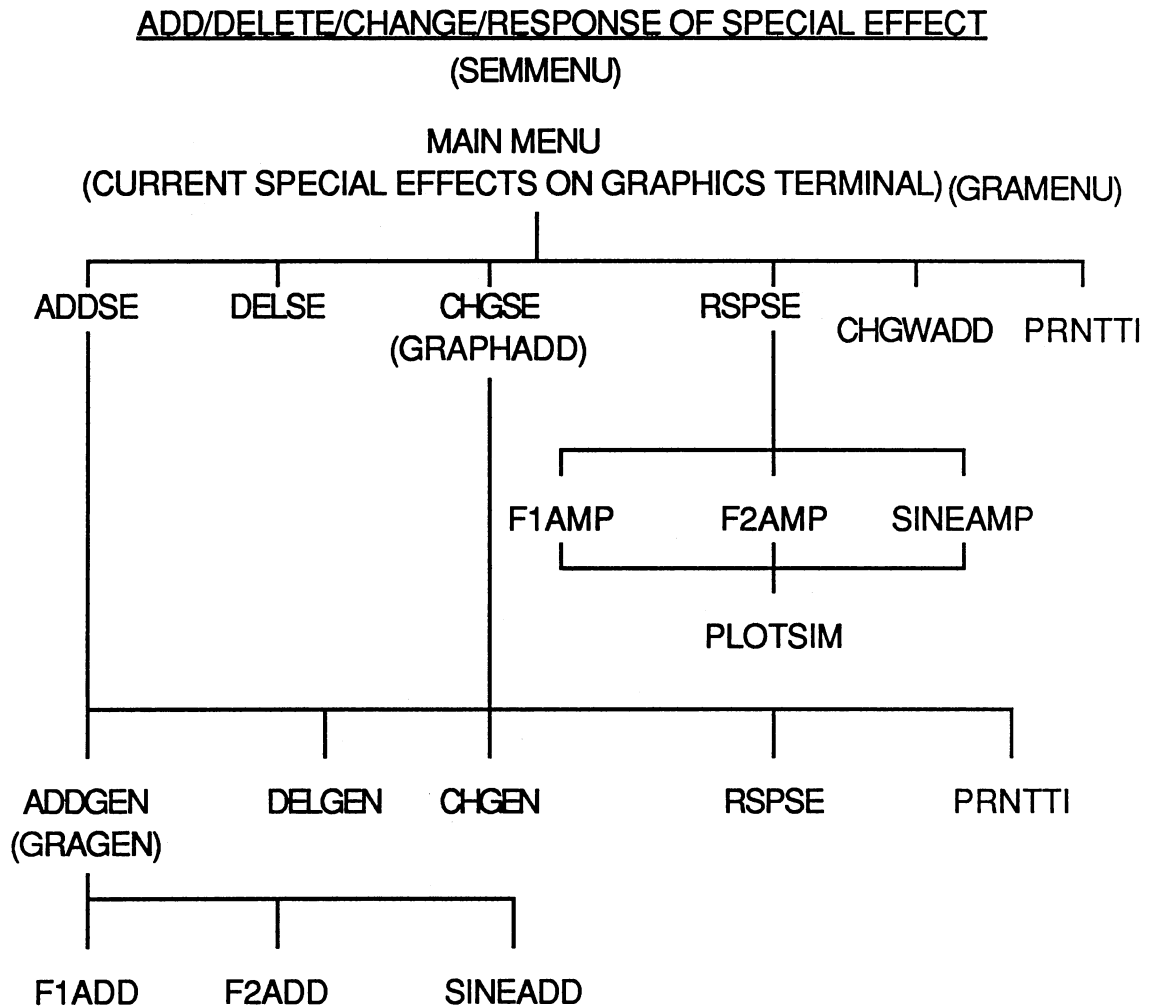 ADD/DELETE/CHANGE/RESPONSE OF SPECIAL EFFECT
(SEMMENU)
MAIN MENU
(CURRENT SPECIAL EFFECTS ON GRAPHICS TERMINAL) (GRAMENU)
ADDSE DELSE CHGSE RSPSE CHGWADD PRNTTI
(GRAPHADD)
F1AMP F2AMP SINEAMP
PLOTSIM
ADDGEN DELGEN CHGEN RSPSE PRNTTI
(GRAGEN)
F1ADD F2ADD SINEADD